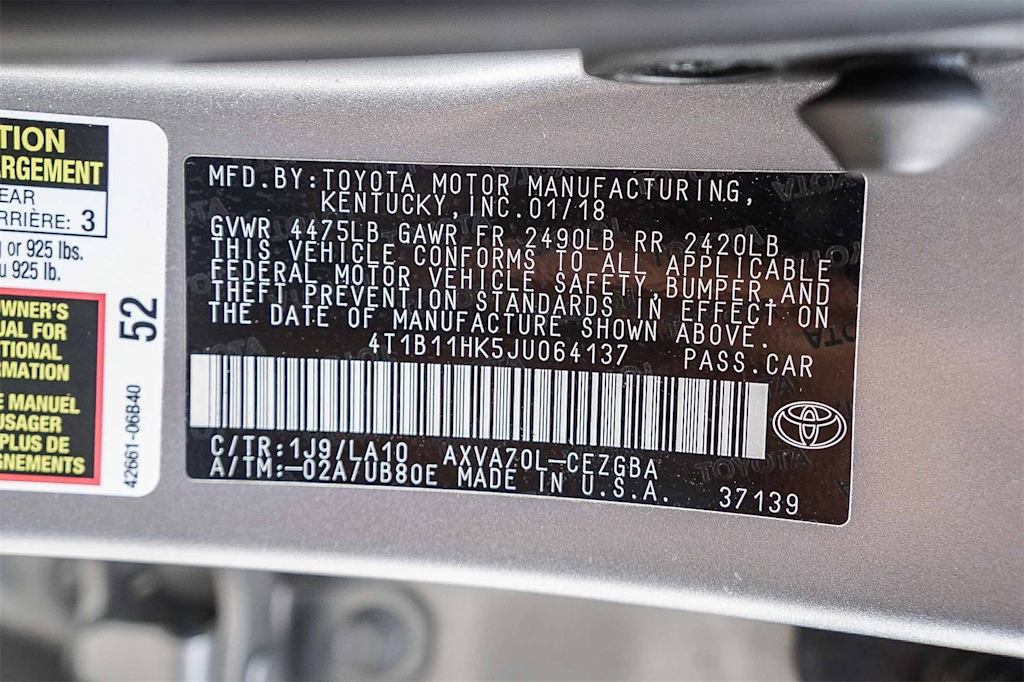 TION
ARGEMENT
EAR
RRIÈRE: 3
g or 925 lbs.
u 925 lb.
OWNER'S
UAL FOR
TIONAL
RMATION
E MANUEL
USAGER
PLUS DE
GNEMENTS
52
42661-06B40
MFD.BY:TOYOTA MOTOR MANUFACTURING,
KENTUCKY,INC.01/18
GVWR 4475LB GAWR FR 2490LB RR 2420LB
THIS VEHICLE CONFORMS TO ALL APPLICABLE
FEDERAL MOTOR VEHICLE SAFETY,BUMPER,AND
THEFT PREVENTION STANDARDS IN EFFECT ON
THE DATE OF MANUFACTURE SHOWN ABOVE.
4T1B11HK5JU064137 PASS.CAR
C/TR:1J9/LA10 AXVA70L-CEZGBA
A/TM:-02A/UB80E MADE IN U.S.A. 37139
TOYOTA